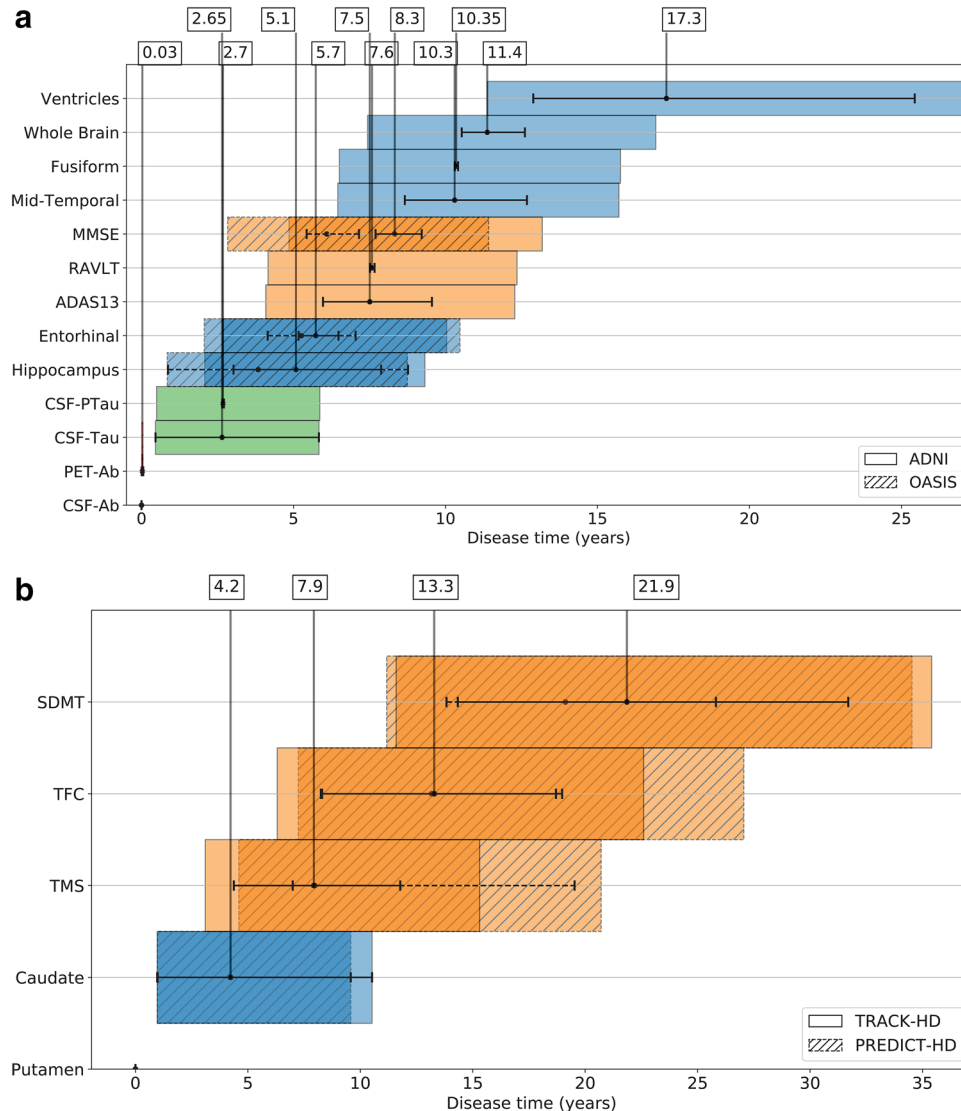 a
2.65 5.1 7.5 8.3 10.35 17.3
0.03 2.7 5.7 7.6 10.3 11.4
Ventricles
Whole Brain
Fusiform
Mid-Temporal
MMSE
RAVLT
ADAS13
Entorhinal
Hippocampus
CSF-PTau
CSF-Tau
PET-Ab
CSF-Ab
ADNI
OASIS
0 5 10 15 20 25
Disease time (years)
b
4.2 7.9 13.3 21.9
SDMT
TFC
TMS
Caudate
Putamen
TRACK-HD
PREDICT-HD
0 5 10 15 20 25 30 35
Disease time (years)